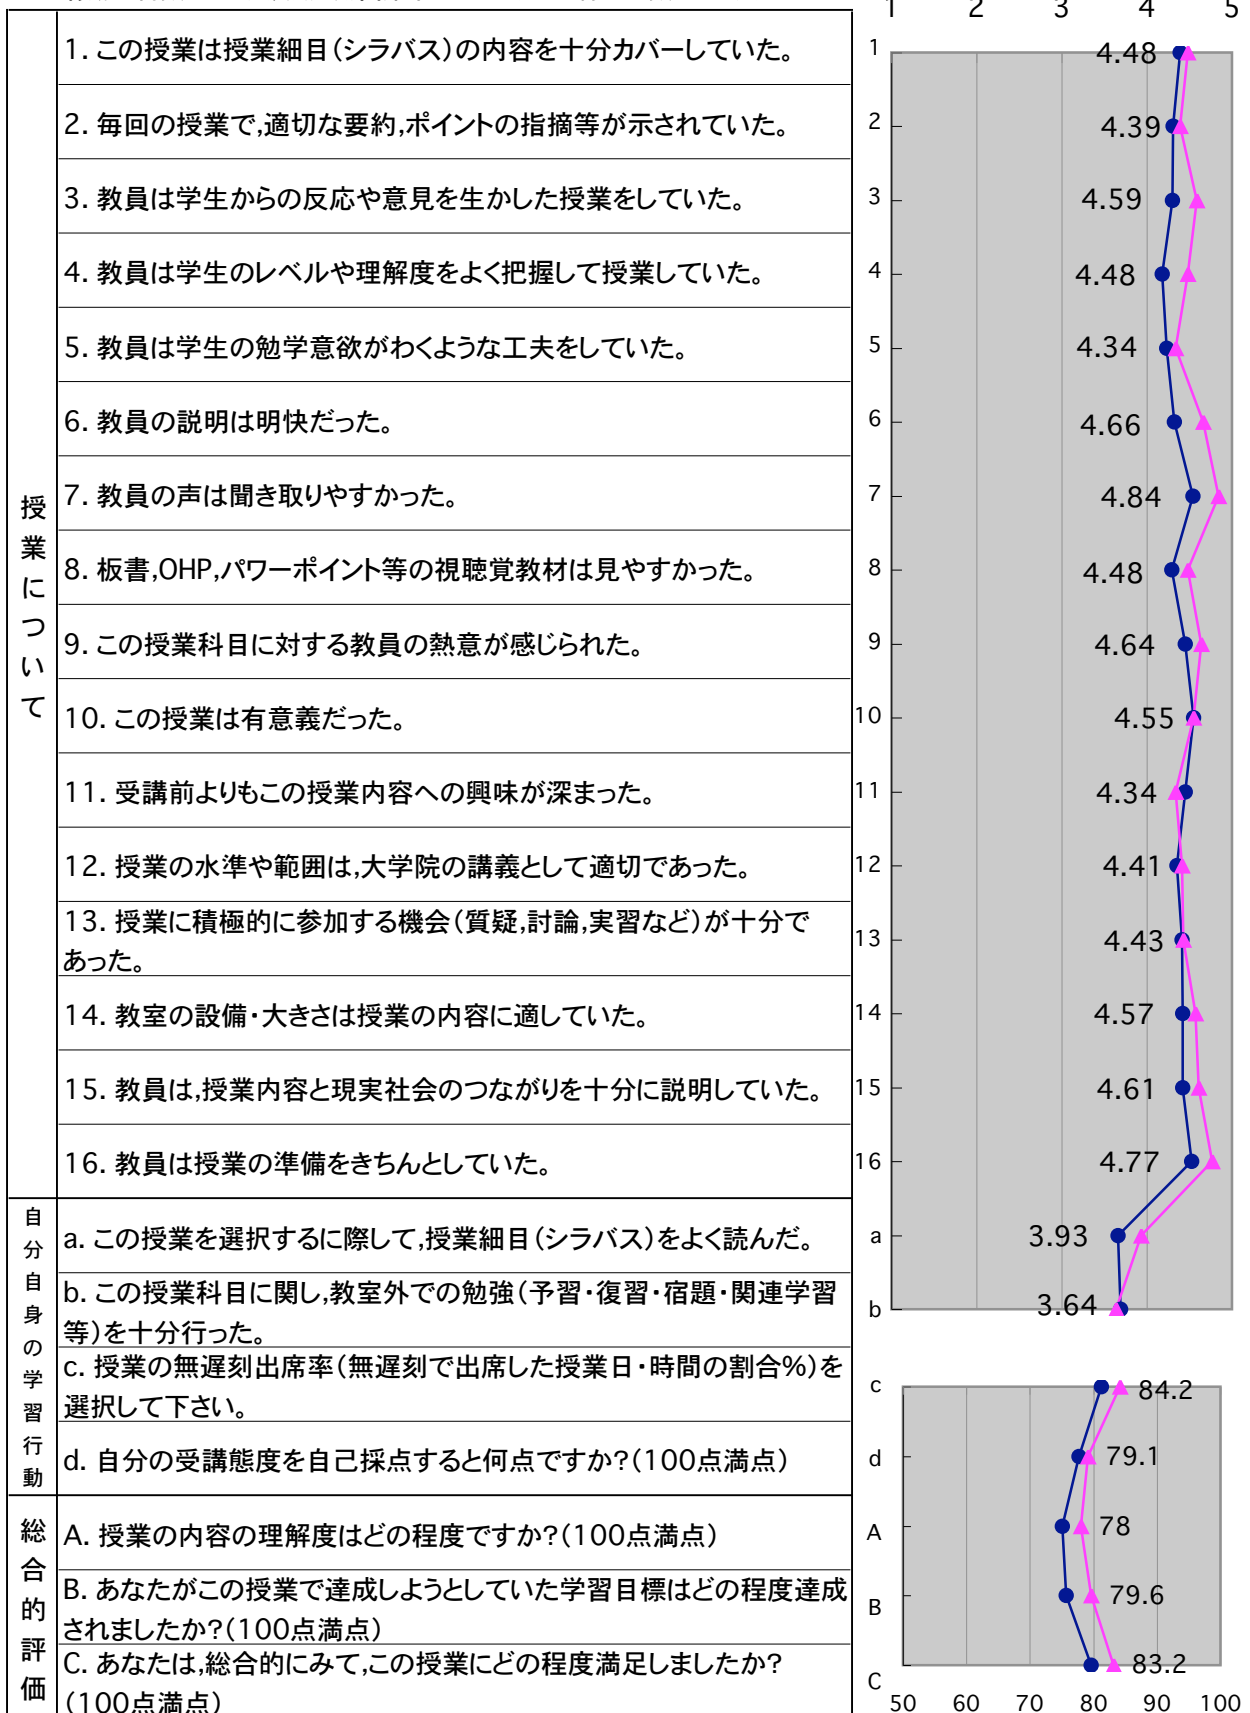 1 2 3 4 5
授業について
1. この授業は授業細目(シラバス)の内容を十分カバーしていた。
2. 毎回の授業で,適切な要約,ポイントの指摘等が示されていた。
3. 教員は学生からの反応や意見を生かした授業をしていた。
4. 教員は学生のレベルや理解度をよく把握して授業していた。
5. 教員は学生の勉学意欲がわくような工夫をしていた。
6. 教員の説明は明快だった。
7. 教員の声は聞き取りやすかった。
8. 板書,OHP,パワーポイント等の視聴覚教材は見やすかった。
9. この授業科目に対する教員の熱意が感じられた。
10. この授業は有意義だった。
11. 受講前よりもこの授業内容への興味が深まった。
12. 授業の水準や範囲は,大学院の講義として適切であった。
13. 授業に積極的に参加する機会(質疑,討論,実習など)が十分で
あった。
14. 教室の設備・大きさは授業の内容に適していた。
15. 教員は,授業内容と現実社会のつながりを十分に説明していた。
16. 教員は授業の準備をきちんとしていた。
自分自身の学習行動
a. この授業を選択するに際して,授業細目(シラバス)をよく読んだ。
b. この授業科目に関し,教室外での勉強(予習・復習・宿題・関連学習
等)を十分行った。
c. 授業の無遅刻出席率(無遅刻で出席した授業日・時間の割合%)を
選択して下さい。
d. 自分の受講態度を自己採点すると何点ですか?(100点満点)
総合的評価
A. 授業の内容の理解度はどの程度ですか?(100点満点)
B. あなたがこの授業で達成しようとしていた学習目標はどの程度達成
されましたか?(100点満点)
C. あなたは,総合的にみて,この授業にどの程度満足しましたか?
(100点満点)
1 4.48
2 4.39
3 4.59
4 4.48
5 4.34
6 4.66
7 4.84
8 4.48
9 4.64
10 4.55
11 4.34
12 4.41
13 4.43
14 4.57
15 4.61
16 4.77
a 3.93
b 3.64
c 84.2
d 79.1
A 78
B 79.6
C 83.2
50 60 70 80 90 100